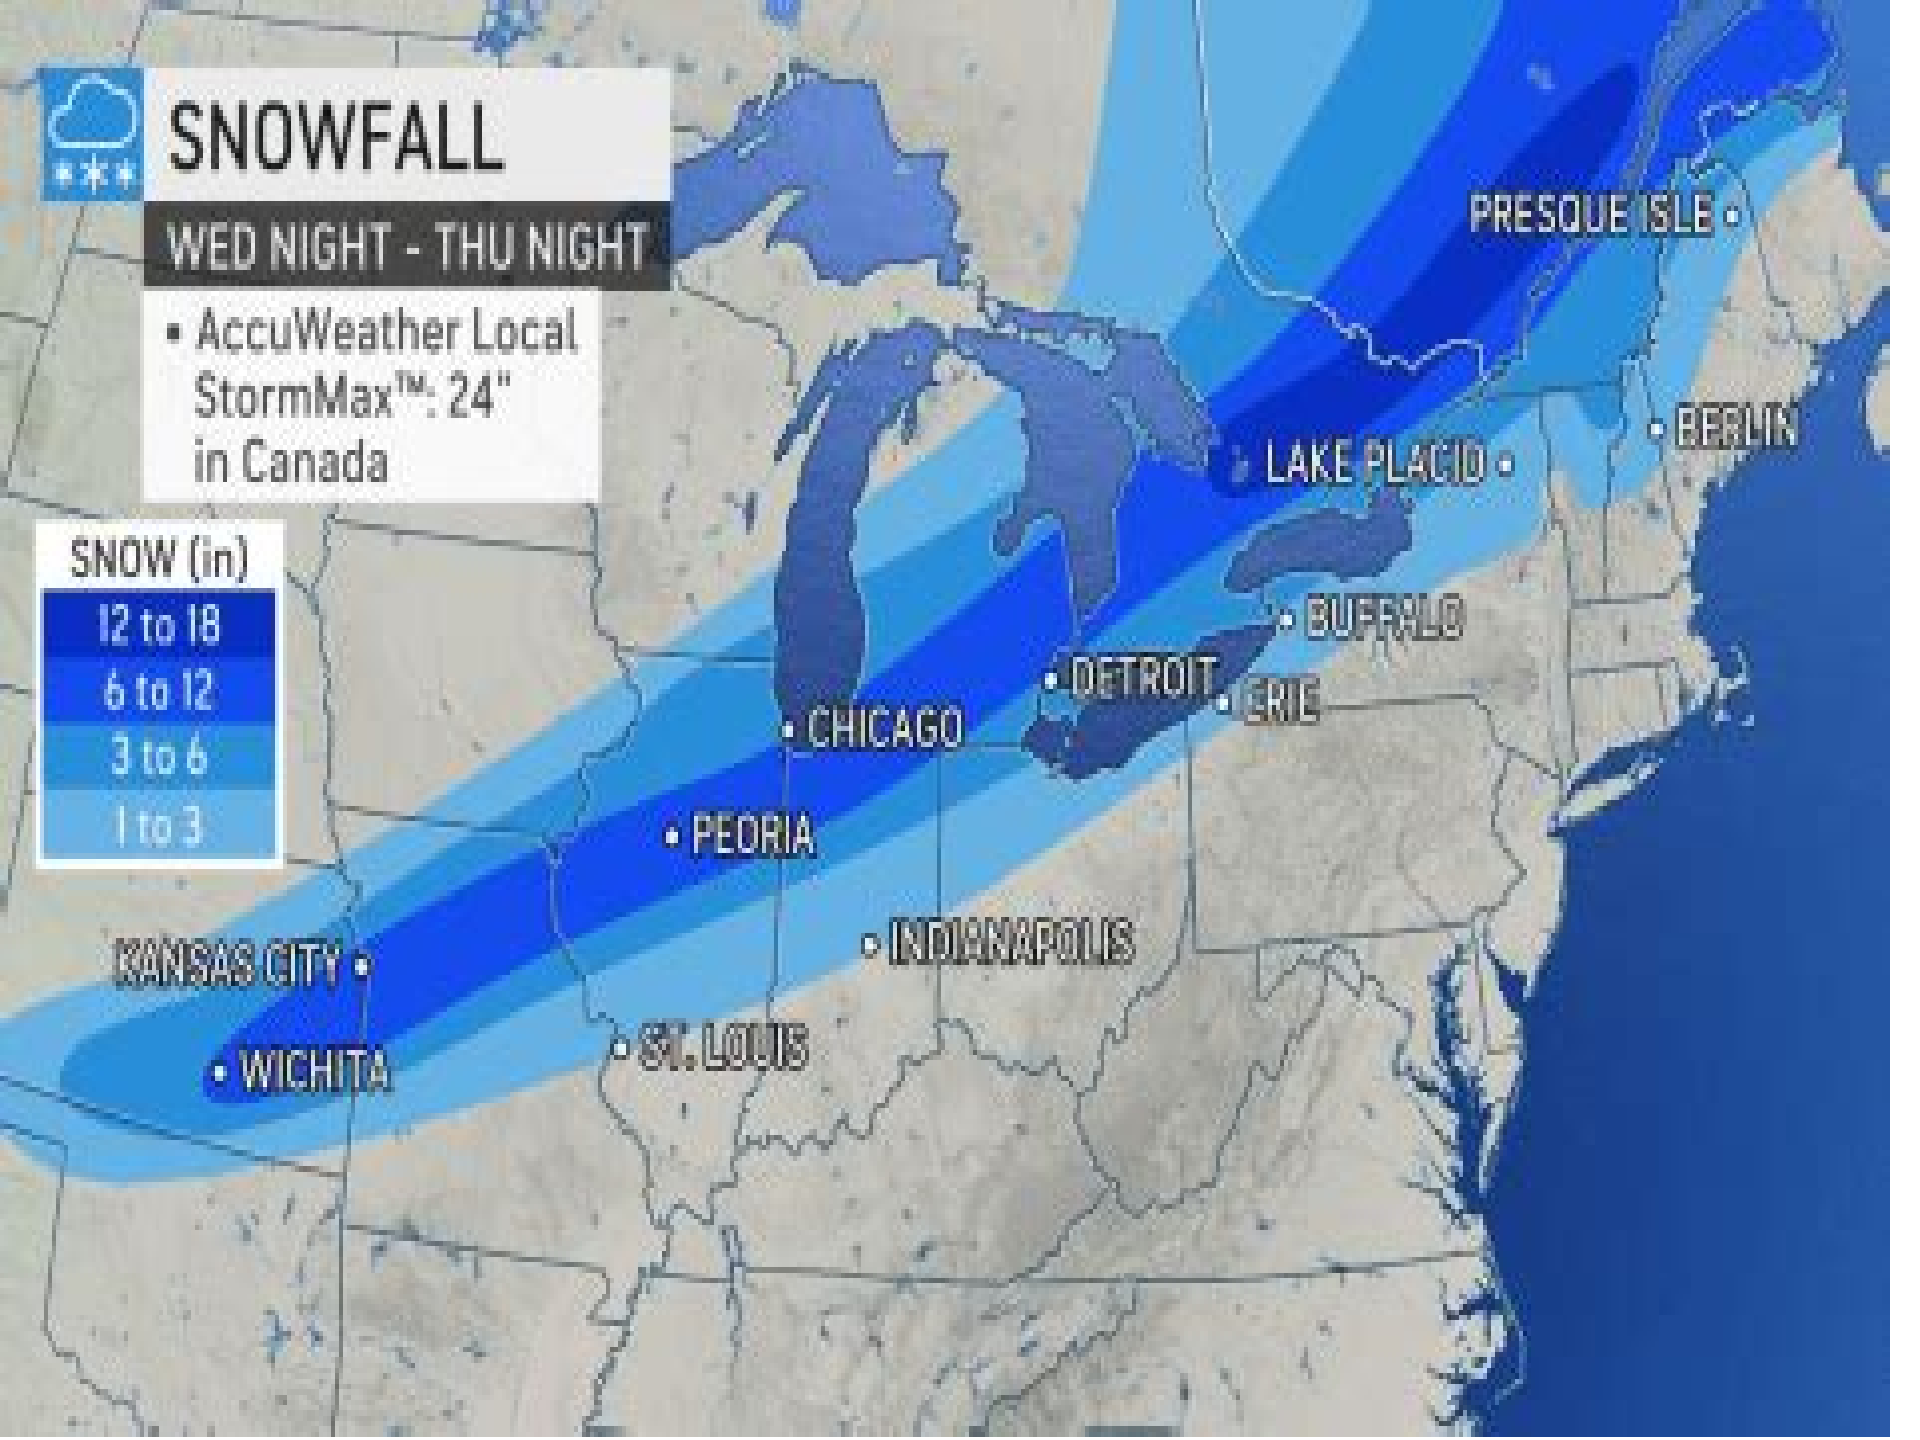 SNOWFALL
WED NIGHT - THU NIGHT
• AccuWeather Local
StormMax™: 24"
in Canada
SNOW (in)
12 to 18
6 to 12
3 to 6
1 to 3
PRESQUE ISLE
BERLIN
LAKE PLACID
BUFFALO
DETROIT
ERIE
CHICAGO
PEORIA
INDIANAPOLIS
KANSAS CITY
ST. LOUIS
WICHITA